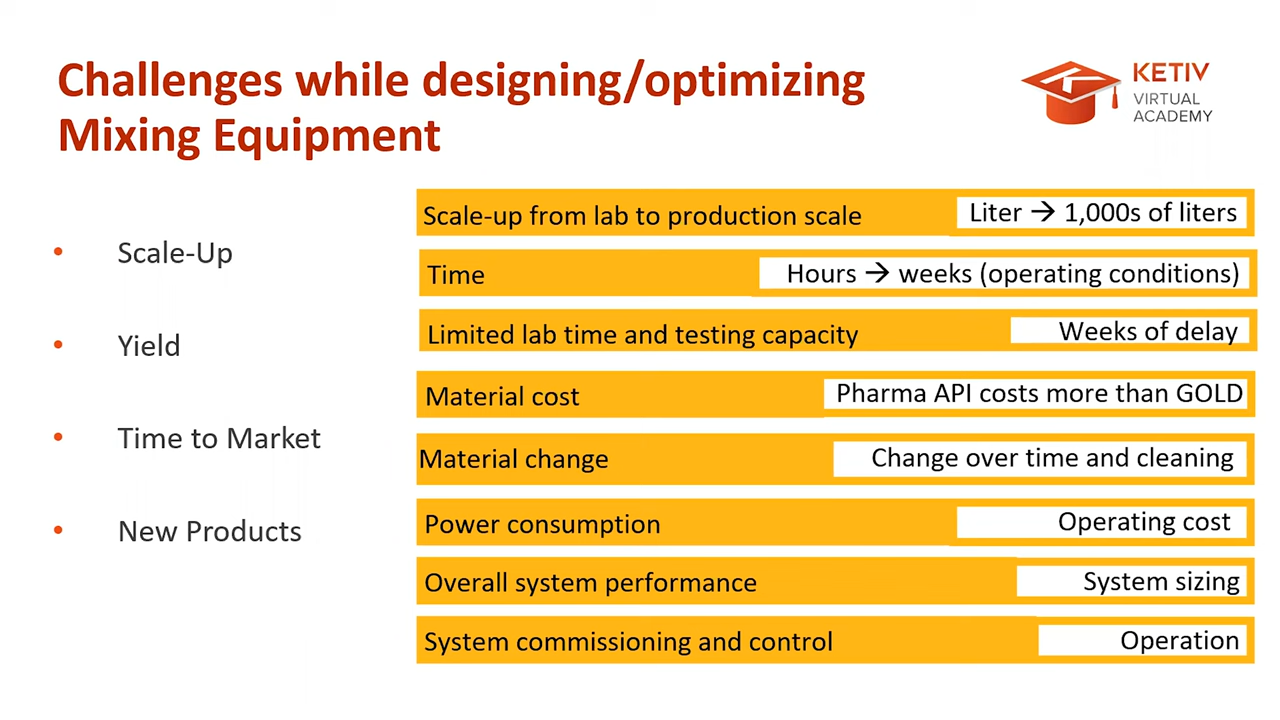 Challenges while designing/optimizing
Mixing Equipment
KETIV
VIRTUAL
ACADEMY
• Scale-Up
• Yield
• Time to Market
• New Products
Scale-up from lab to production scale Liter → 1,000s of liters
Time Hours → weeks (operating conditions)
Limited lab time and testing capacity Weeks of delay
Material cost Pharma API costs more than GOLD
Material change Change over time and cleaning
Power consumption Operating cost
Overall system performance System sizing
System commissioning and control Operation